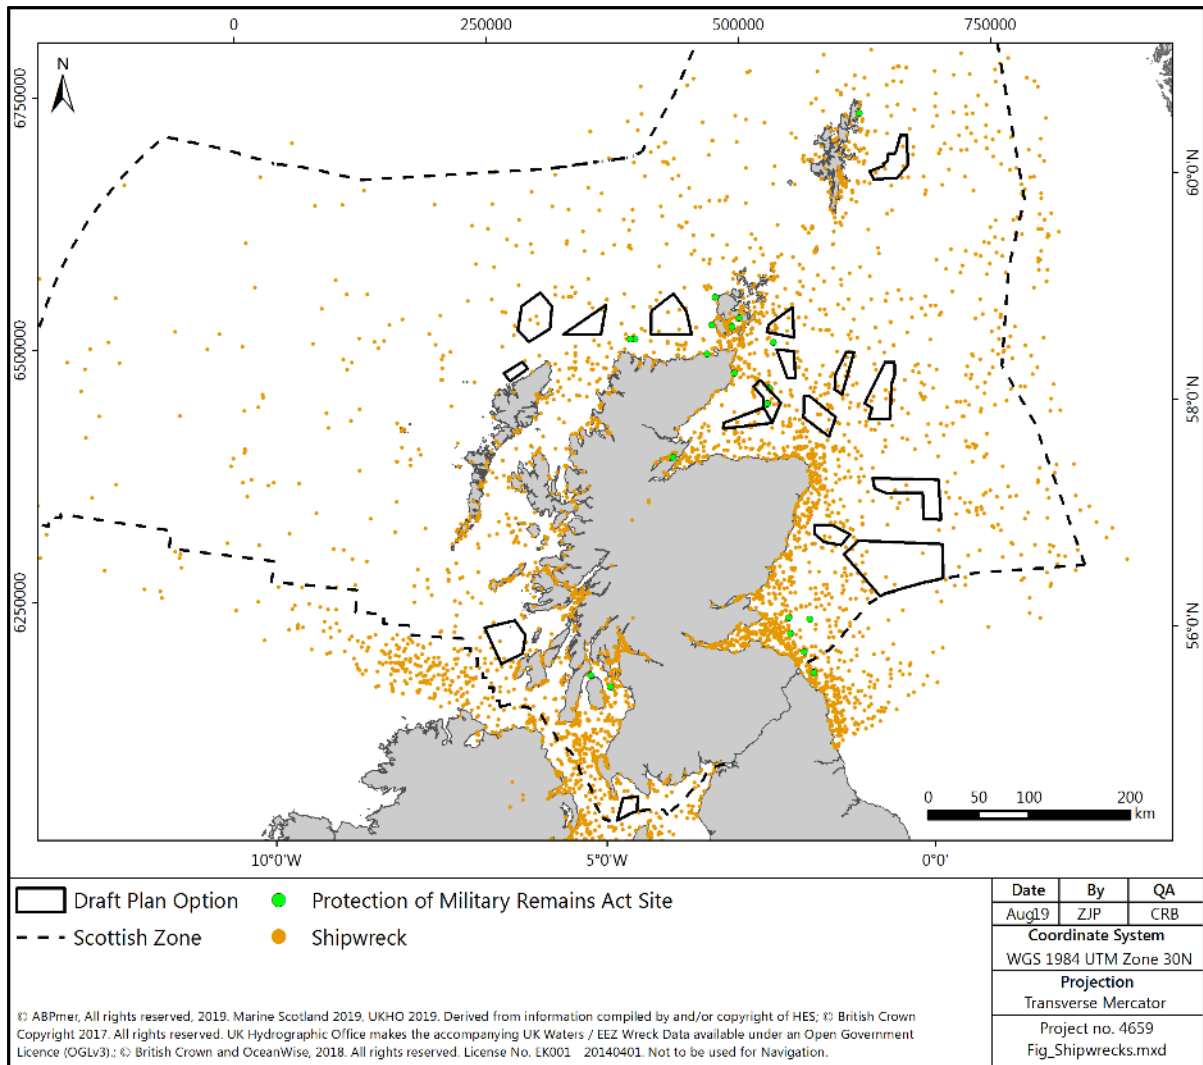 0 250000 500000 750000
N
6750000
6500000
6250000
60°0'N
58°0'N
56°0'N
0 50 100 200
km
10°0'W 5°0'W 0°0'
Draft Plan Option
Protection of Military Remains Act Site
Scottish Zone
Shipwreck
Date By QA
Aug19 ZJP CRB
Coordinate System
WGS 1984 UTM Zone 30N
Projection
Transverse Mercator
Project no. 4659
Fig_Shipwrecks.mxd
© ABPmer, All rights reserved, 2019. Marine Scotland 2019, UKHO 2019. Derived from information compiled by and/or copyright of HES; © British Crown
Copyright 2017. All rights reserved. UK Hydrographic Office makes the accompanying UK Waters / EEZ Wreck Data available under an Open Government
Licence (OGLv3).; © British Crown and OceanWise, 2018. All rights reserved. License No. EK001 20140401. Not to be used for Navigation.